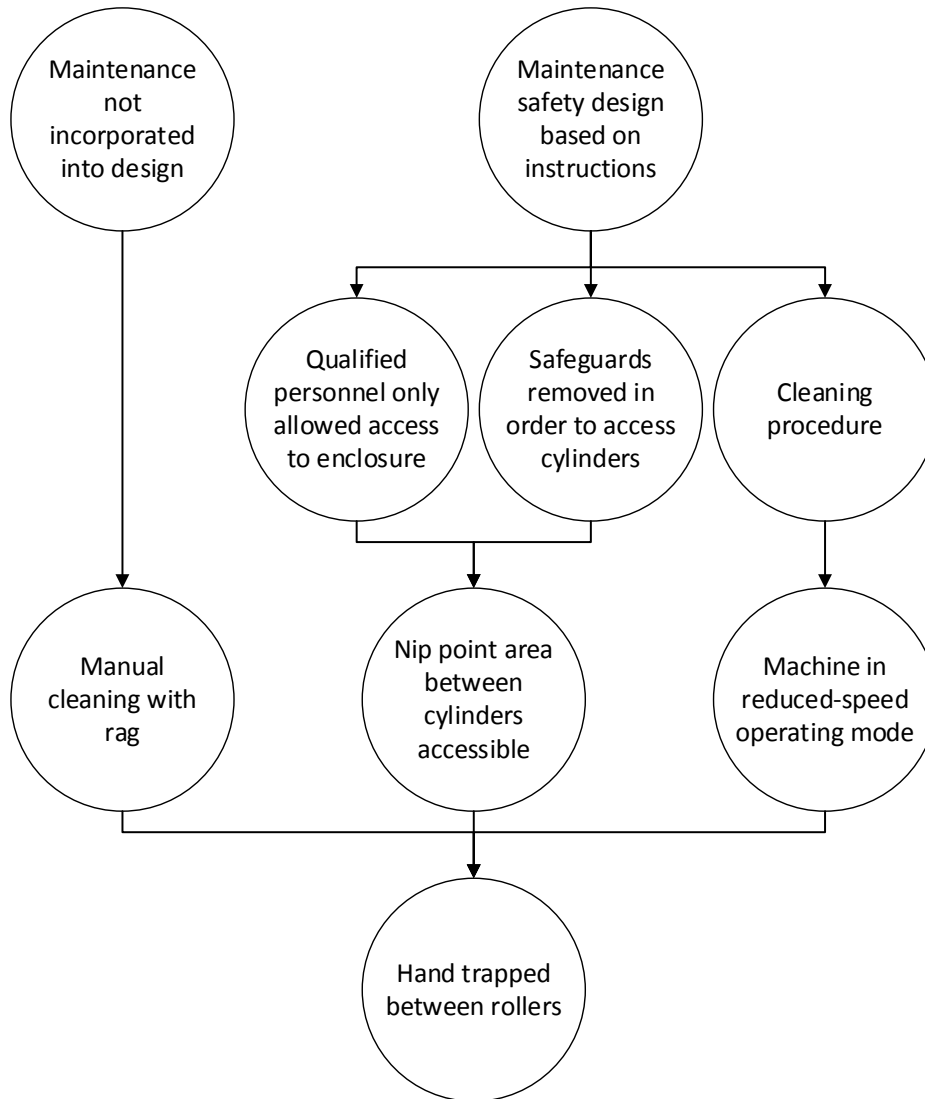 Maintenance
not
incorporated
into design
Maintenance
safety design
based on
instructions
Qualified
personnel only
allowed access
to enclosure
Safeguards
removed in
order to access
cylinders
Cleaning
procedure
Manual
cleaning with
rag
Nip point area
between
cylinders
accessible
Machine in
reduced-speed
operating mode
Hand trapped
between rollers